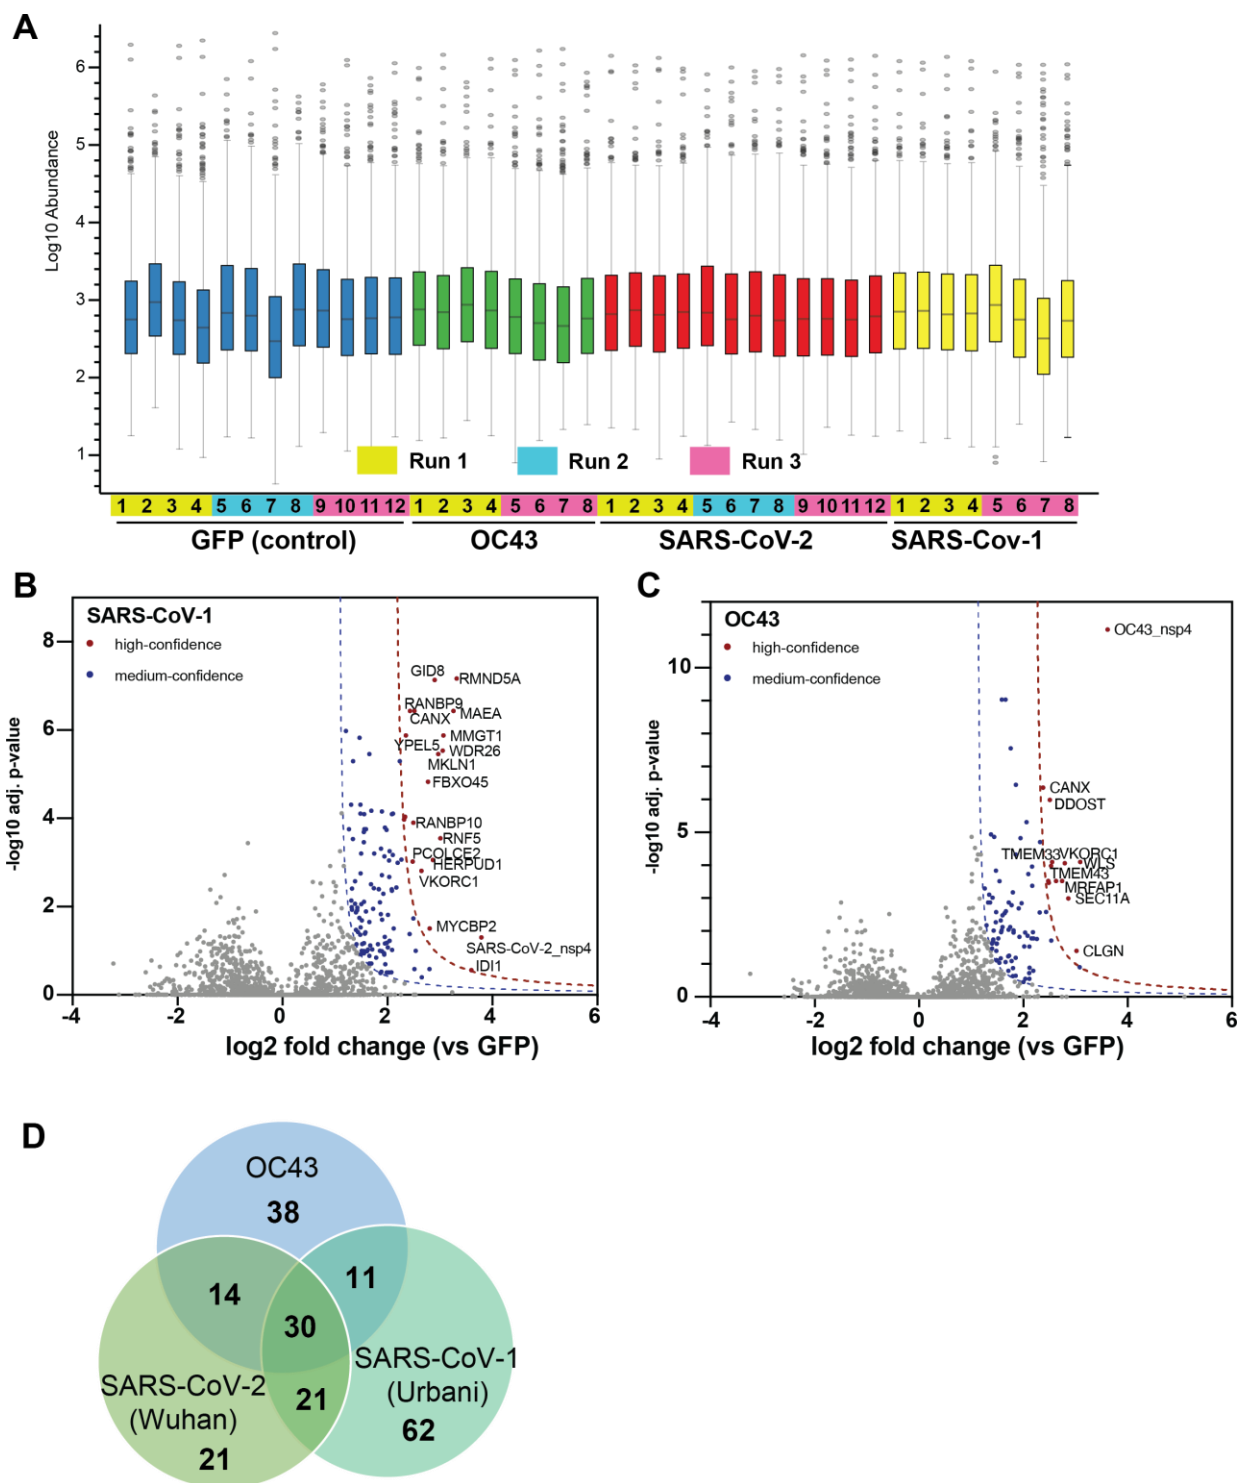 A
Log10 Abundance
6
5
4
3
2
1
Run 1 Run 2 Run 3
1 2 3 4 5 6 7 8 9 10 11 12 1 2 3 4 5 6 7 8 1 2 3 4 5 6 7 8 9 10 11 12 1 2 3 4 5 6 7 8
GFP (control) OC43 SARS-CoV-2 SARS-Cov-1
B
SARS-CoV-1
high-confidence
medium-confidence
-log10 adj. p-value
8
6
4
2
0
GID8
RMND5A
RANBP9
MAEA
CANX
YPEL5
MMGT1
WDR26
MKLN1
FBXO45
RANBP10
RNF5
PCOLCE2
HERPUD1
VKORC1
MYCBP2
SARS-CoV-2_nsp4
IDI1
-4 -2 0 2 4 6
log2 fold change (vs GFP)
C
OC43
high-confidence
medium-confidence
-log10 adj. p-value
10
5
0
OC43_nsp4
CANX
DDOST
TMEM33
VKORC1
WLS
TMEM43
MRFAP1
SEC11A
CLGN
-4 -2 0 2 4 6
log2 fold change (vs GFP)
D
OC43
38
14
11
30
SARS-CoV-1
(Urbani)
62
SARS-CoV-2
(Wuhan)
21
21